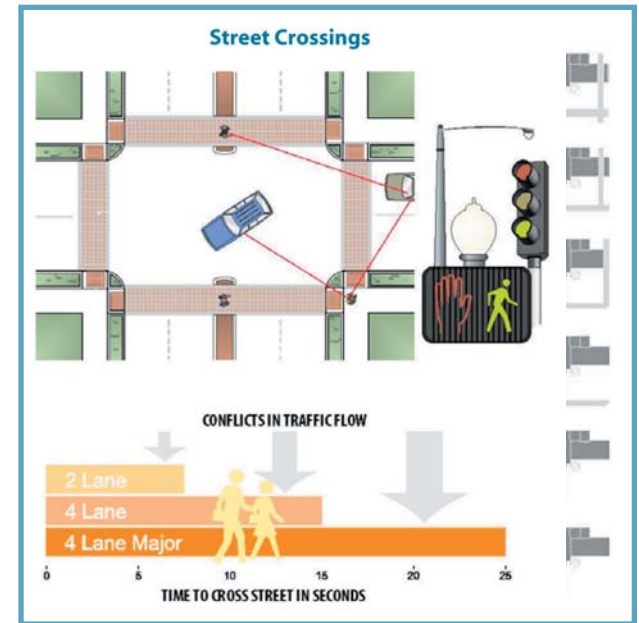 Street Crossings
CONFLICTS IN TRAFFIC FLOW
2 Lane
4 Lane
4 Lane Major
0 5 10 15 20 25
TIME TO CROSS STREET IN SECONDS